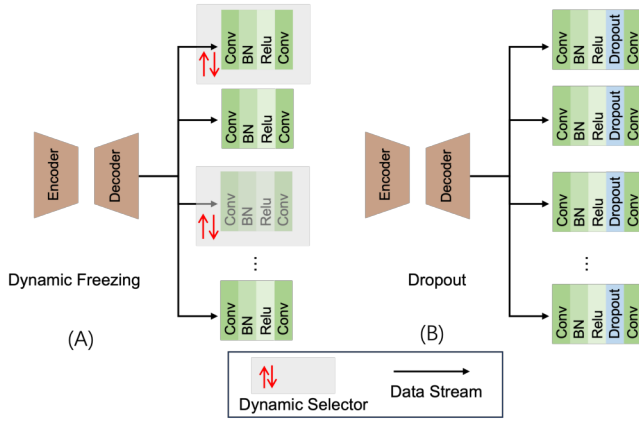 Conv BN Relu Conv
Conv BN Relu Conv
Encoder Decoder
Conv BN Relu Conv
...
Dynamic Freezing
Conv BN Relu Conv
(A)
Conv BN Relu Dropout Conv
Conv BN Relu Dropout Conv
Encoder Decoder
Conv BN Relu Dropout Conv
...
Dropout
Conv BN Relu Dropout Conv
(B)
Dynamic Selector
Data Stream